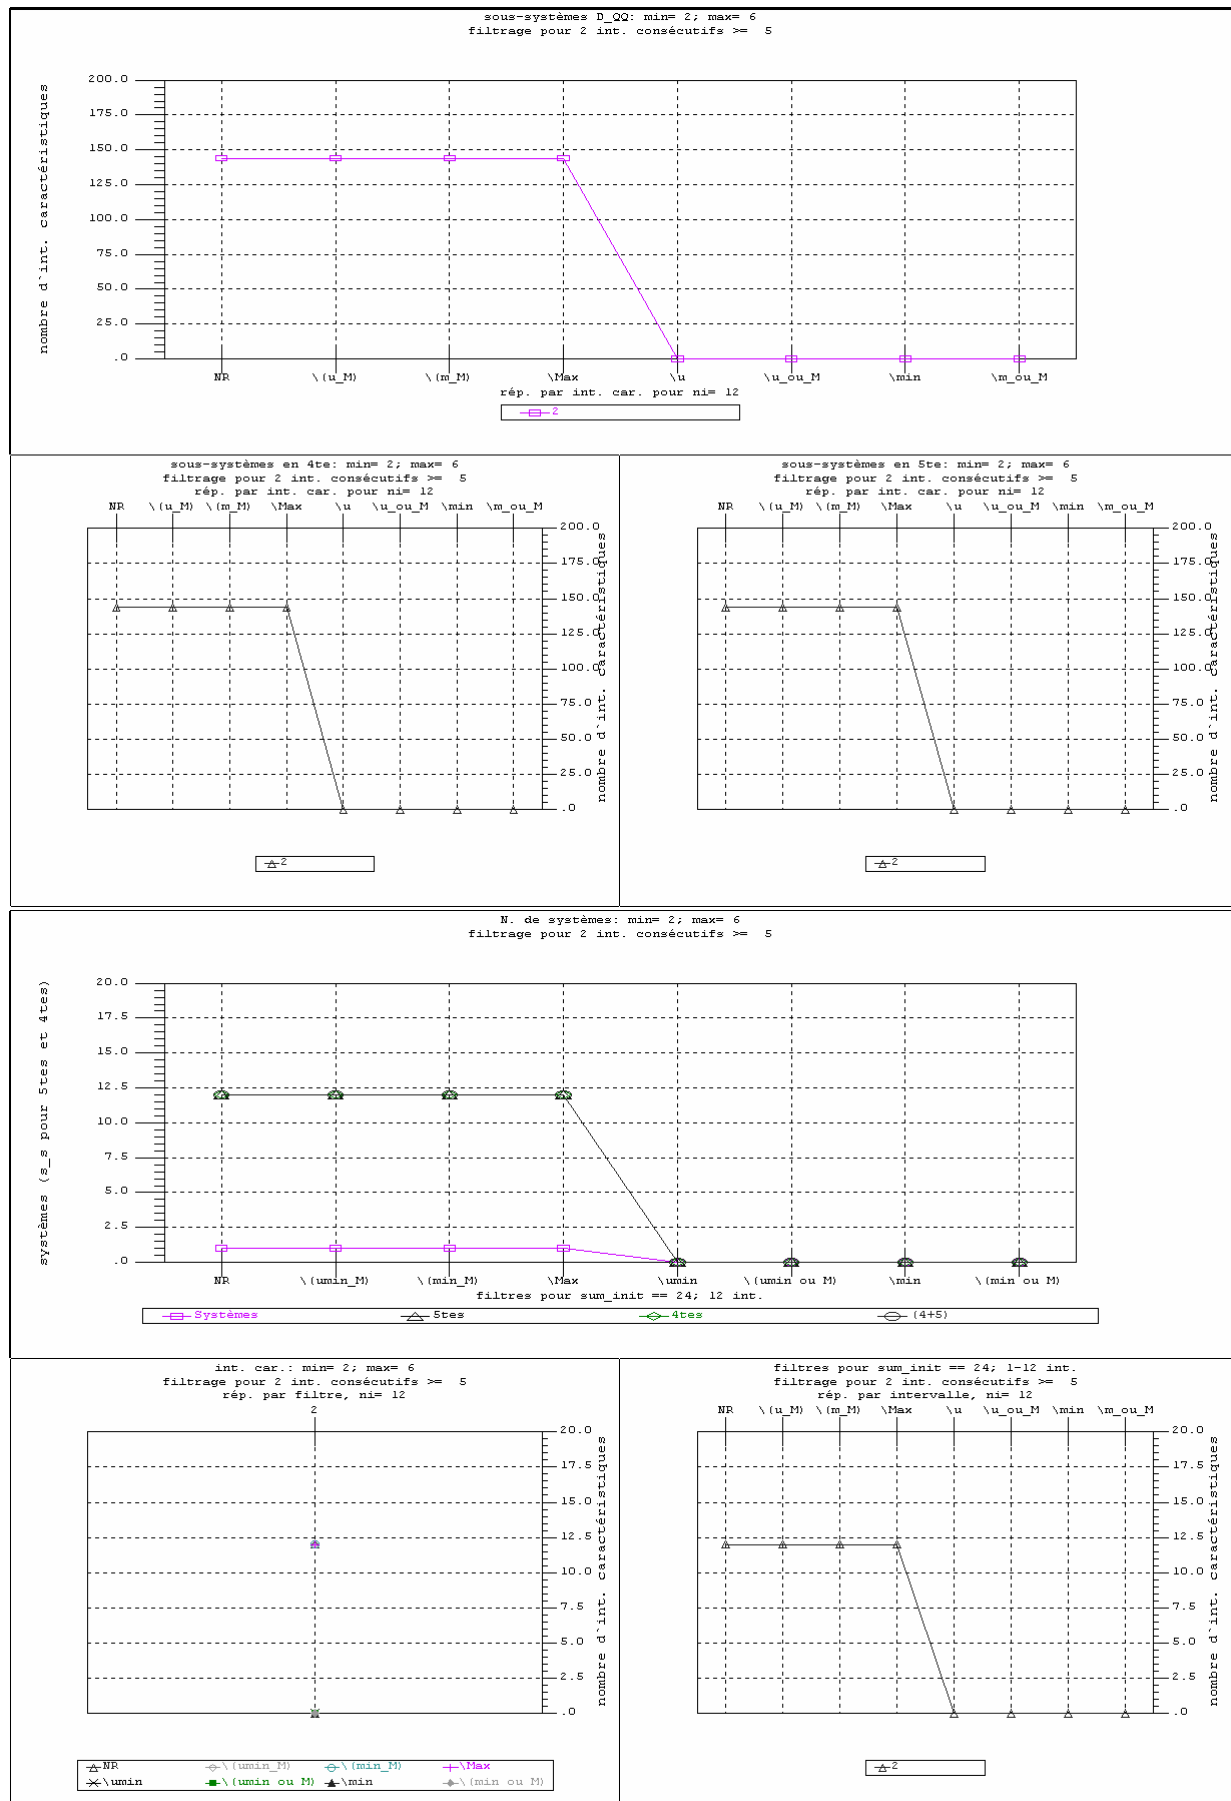 sous-systèmes D_QQ: min= 2; max= 6
filtrage pour 2 int. consécutifs >=  5
nombre d`int. caractéristiques
200.0
175.0
150.0
125.0
100.0
75.0
50.0
25.0
.0
NR \(u_M) \(m_M) \Max \u \u_ou_M \min \m_ou_M
rép. par int. car. pour ni= 12
2
sous-systèmes en 4te: min= 2; max= 6
filtrage pour 2 int. consécutifs >=  5
rép. par int. car. pour ni= 12
NR \(u_M) \(m_M) \Max \u \u_ou_M \min \m_ou_M
200.0
175.0
150.0
125.0
100.0
75.0
50.0
25.0
.0
nombre d`int. caractéristiques
2
sous-systèmes en 5te: min= 2; max= 6
filtrage pour 2 int. consécutifs >=  5
rép. par int. car. pour ni= 12
NR \(u_M) \(m_M) \Max \u \u_ou_M \min \m_ou_M
200.0
175.0
150.0
125.0
100.0
75.0
50.0
25.0
.0
nombre d`int. caractéristiques
2
N. de systèmes: min= 2; max= 6
filtrage pour 2 int. consécutifs >=  5
systèmes (s_s pour 5tes et 4tes)
20.0
17.5
15.0
12.5
10.0
7.5
5.0
2.5
.0
NR \(umin_M) \(min_M) \Max \umin \(umin ou M) \min \(min ou M)
filtres pour sum_init == 24; 12 int.
Systèmes 5tes 4tes (4+5)
int. car.: min= 2; max= 6
filtrage pour 2 int. consécutifs >=  5
rép. par filtre, ni= 12
2
20.0
17.5
15.0
12.5
10.0
7.5
5.0
2.5
.0
nombre d`int. caractéristiques
NR \(umin_M) \(min_M) \Max
\umin \(umin ou M) \min \(min ou M)
filtres pour sum_init == 24; 1-12 int.
filtrage pour 2 int. consécutifs >=  5
rép. par intervalle, ni= 12
NR \(u_M) \(m_M) \Max \u \u_ou_M \min \m_ou_M
20.0
17.5
15.0
12.5
10.0
7.5
5.0
2.5
.0
nombre d`int. caractéristiques
2